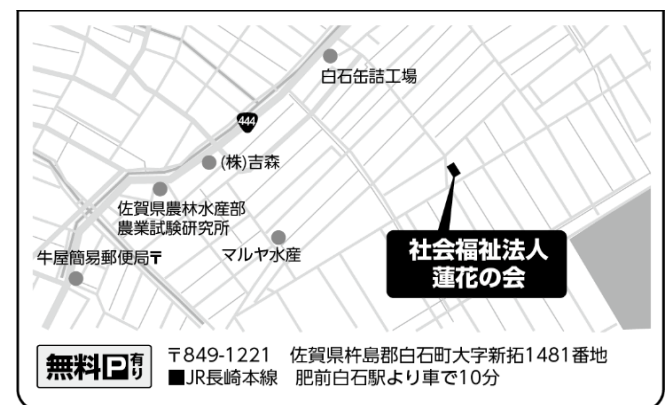 白石缶詰工場
444
(株)吉森
佐賀県農林水産部
農業試験研究所
牛屋簡易郵便局〒
マルヤ水産
社会福祉法人
蓮花の会
無料P有り
〒849-1221 佐賀県杵島郡白石町大字新拓1481番地
■JR長崎本線 肥前白石駅より車で10分